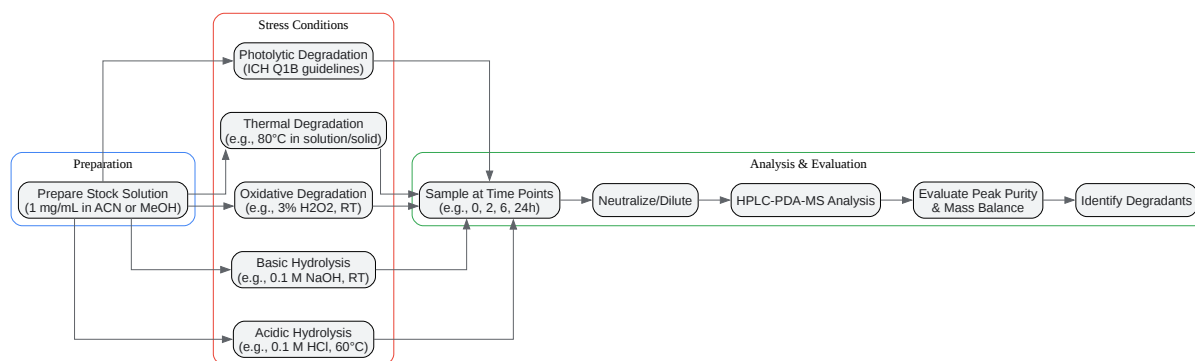 Stress Conditions
Photolytic Degradation
(ICH Q1B guidelines)
Thermal Degradation
(e.g., 80°C in solution/solid)
Preparation
Analysis & Evaluation
Prepare Stock Solution
(1 mg/mL in ACN or MeOH)
Oxidative Degradation
(e.g., 3% H2O2, RT)
Sample at Time Points
(e.g., 0, 2, 6, 24h)
Neutralize/Dilute
HPLC-PDA-MS Analysis
Evaluate Peak Purity
& Mass Balance
Identify Degradants
Basic Hydrolysis
(e.g., 0.1 M NaOH, RT)
Acidic Hydrolysis
(e.g., 0.1 M HCl, 60°C)